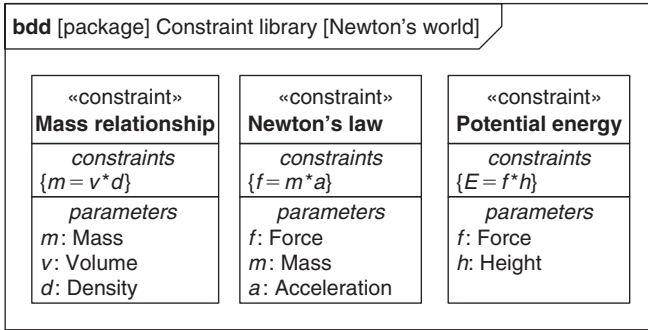 bdd [package] Constraint library [Newton's world]
«constraint»
Mass relationship
constraints
{m = v*d}
parameters
m: Mass
v: Volume
d: Density
«constraint»
Newton's law
constraints
{f = m*a}
parameters
f: Force
m: Mass
a: Acceleration
«constraint»
Potential energy
constraints
{E = f*h}
parameters
f: Force
h: Height